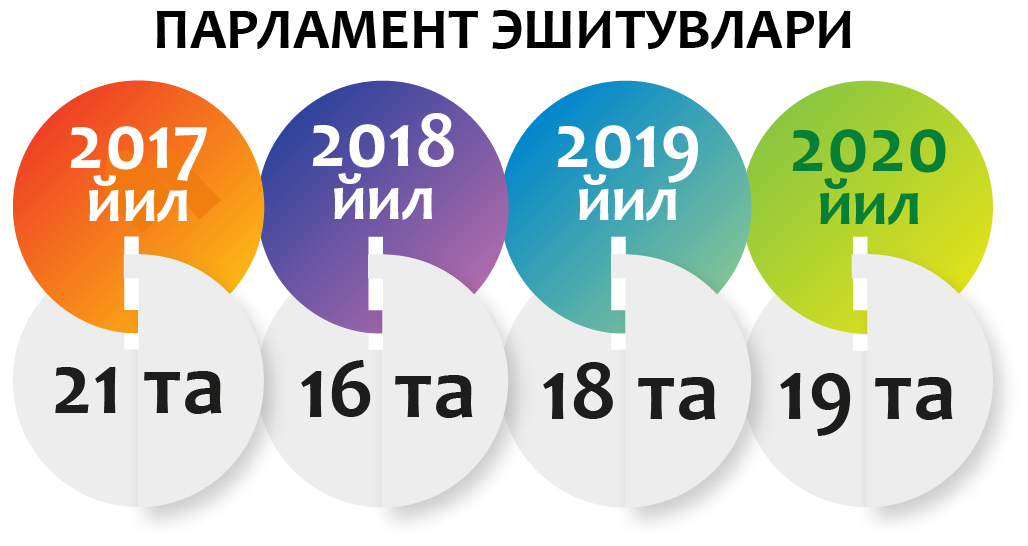 ПАРЛАМЕНТ ЭШИТУВЛАРИ
2017
йил
2018
йил
2019
йил
2020
йил
21 та
16 та
18 та
19 та